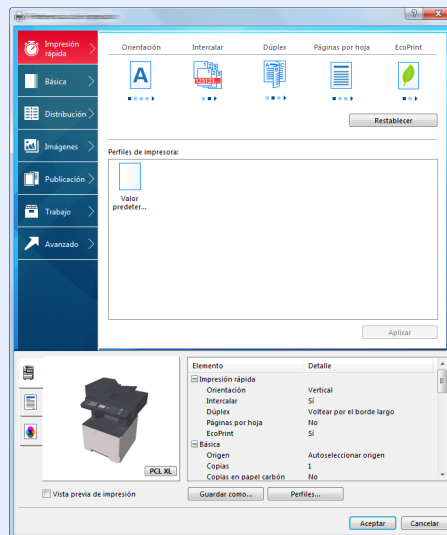 Impresión
rápida
Básica
Distribución
Imágenes
Publicación
Trabajo
Avanzado
Orientación Intercalar Dúplex Páginas por hoja EcoPrint
A
Restablecer
Perfiles de impresora:
Valor
predeter...
Aplicar
PCL XL
Vista previa de impresión
Elemento Detalle
Impresión rápida
Orientación Vertical
Intercalar Sí
Dúplex Voltear por el borde largo
Páginas por hoja No
EcoPrint Sí
Básica
Origen Autoseleccionar origen
Copias 1
Copias en papel carbón No
Guardar como... Perfiles...
Aceptar Cancelar